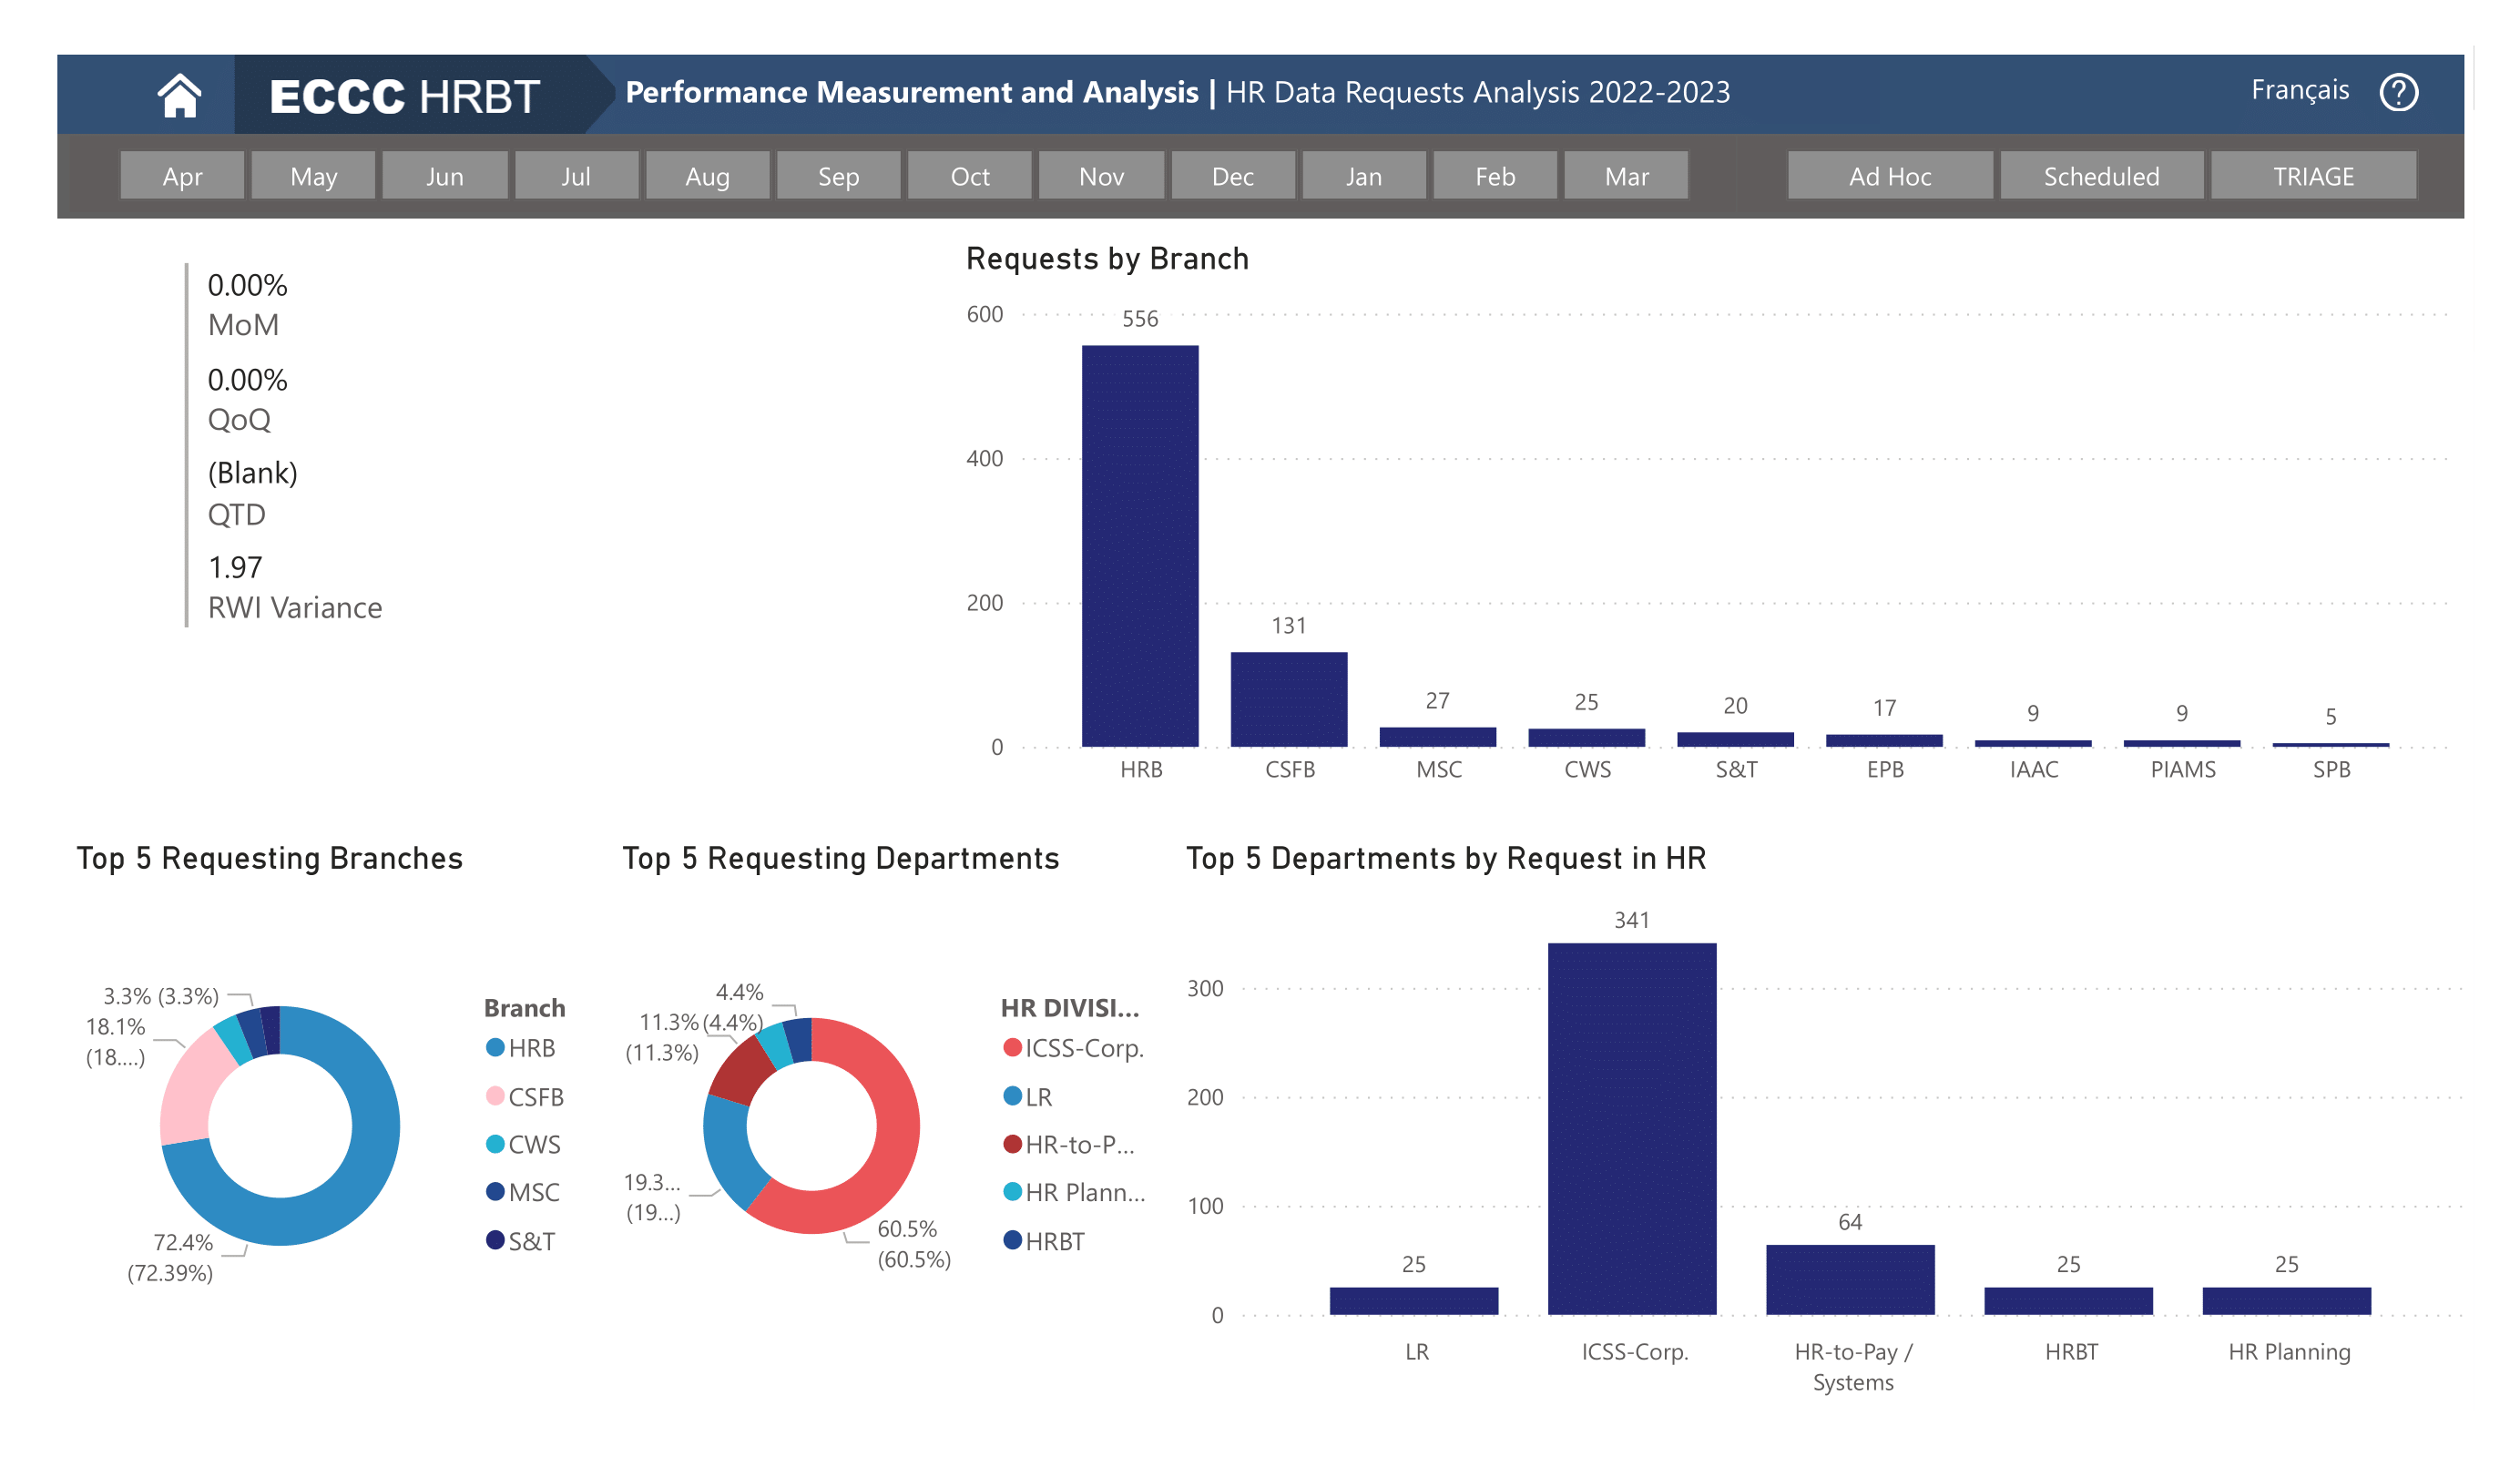 ECCC HRBT
Performance Measurement and Analysis | HR Data Requests Analysis 2022-2023
Français
?
Apr May Jun Jul Aug Sep Oct Nov Dec Jan Feb Mar Ad Hoc Scheduled TRIAGE
0.00%
MoM
0.00%
QoQ
(Blank)
QTD
1.97
RWI Variance
Requests by Branch
600
400
200
0
556 131 27 25 20 17 9 9 5
HRB CSFB MSC CWS S&T EPB IAAC PIAMS SPB
Top 5 Requesting Branches
3.3% (3.3%)
18.1%
(18....)
72.4%
(72.39%)
Branch
HRB
CSFB
CWS
MSC
S&T
Top 5 Requesting Departments
4.4%
(4.4%)
11.3%
(11.3%)
19.3...
(19...)
60.5%
(60.5%)
HR DIVISI...
ICSS-Corp.
LR
HR-to-P...
HR Plann...
HRBT
Top 5 Departments by Request in HR
300
200
100
0
25 341 64 25 25
LR ICSS-Corp. HR-to-Pay / HRBT HR Planning
Systems